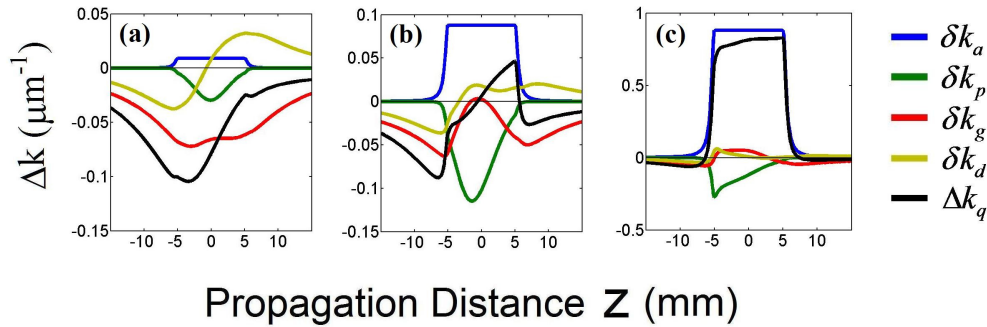 (a)
(b)
(c)
Δk (μm⁻¹)
0.05
0
-0.05
-0.1
-0.15
-10 -5 0 5 10
0.1
0.05
0
-0.05
-0.1
-0.15
-10 -5 0 5 10
1
0.5
0
-0.5
-10 -5 0 5 10
δk_a
δk_p
δk_g
δk_d
Δk_q
Propagation Distance z (mm)